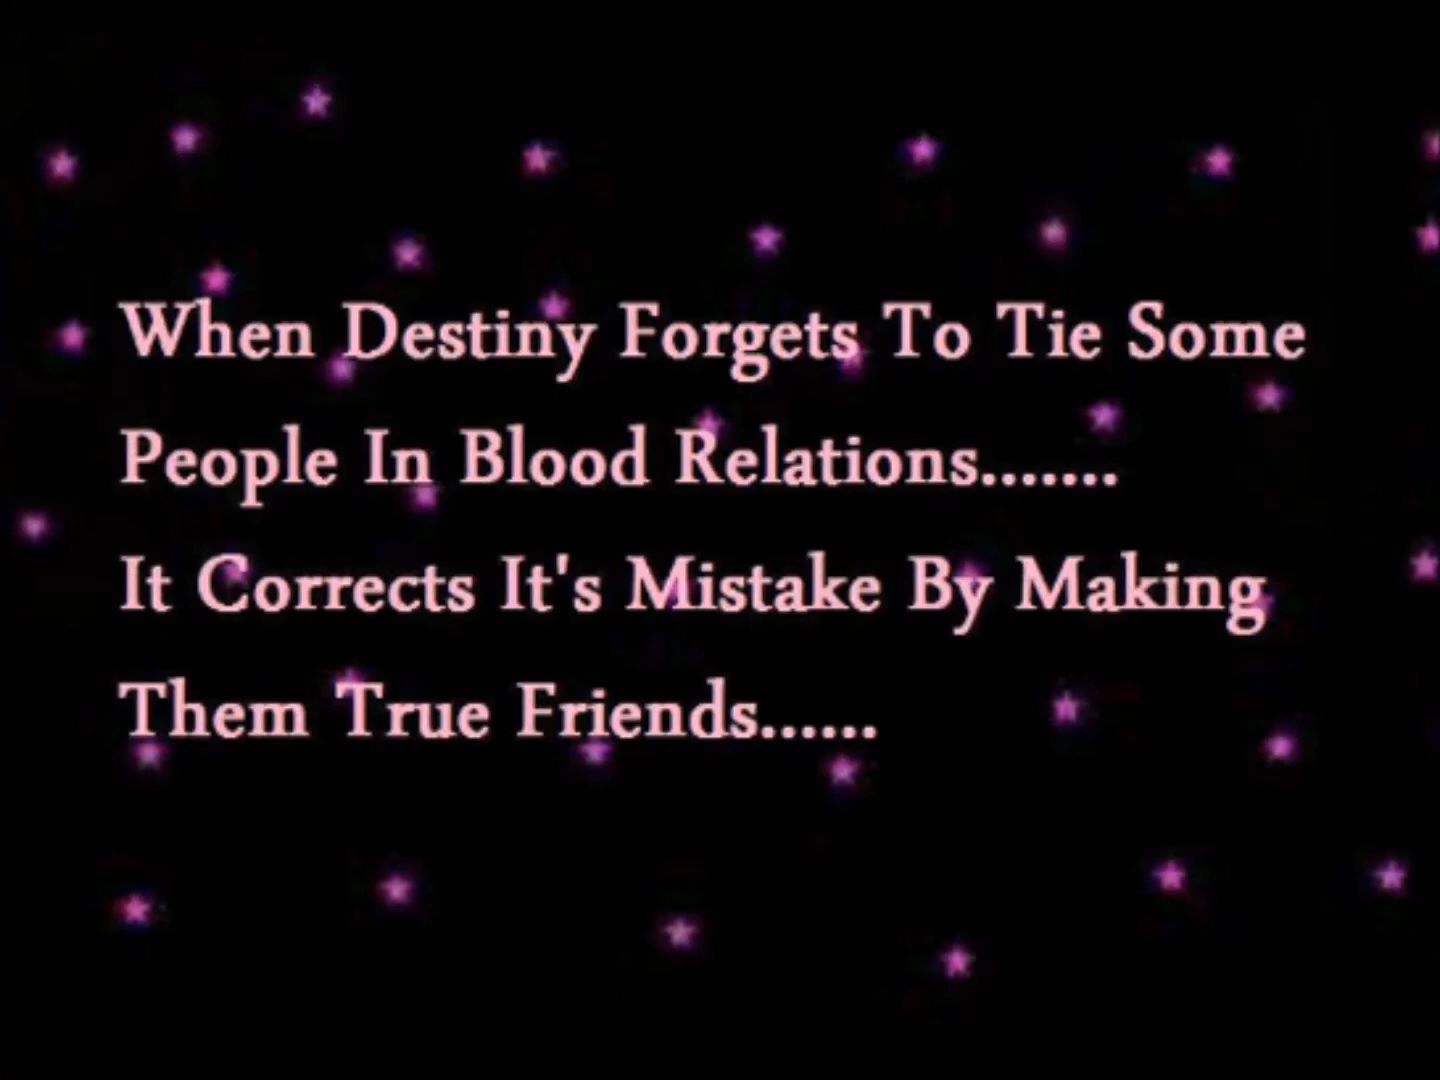 When Destiny Forgets To Tie Some
People In Blood Relations.......
It Corrects It's Mistake By Making
Them True Friends......